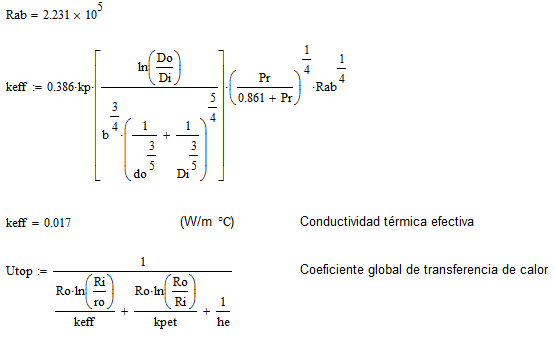 Rab = 2.231 × 10^5
keff := 0.386·kp·[ ln(Do/Di) / ( b^(3/4)·( 1/do^(3/5) + 1/Di^(3/5) )^(5/4) ) ]·( Pr/(0.861 + Pr) )^(1/4)·Rab^(1/4)
keff = 0.017 (W/m °C) Conductividad térmica efectiva
Utop := 1 / ( Ro·ln(Ri/ro)/keff + Ro·ln(Ro/Ri)/kpet + 1/he ) Coeficiente global de transferencia de calor